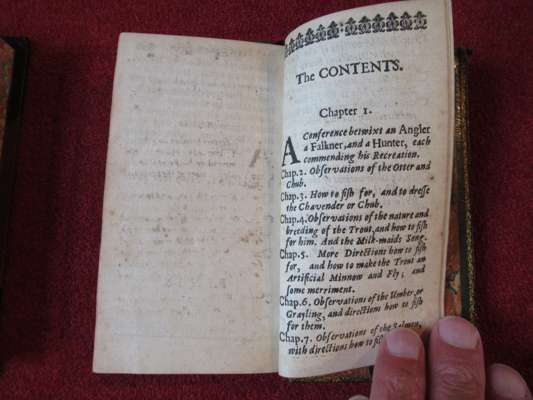 The CONTENTS.
Chapter 1.
A Conference betwixt an Angler
a Falkner, and a Hunter, each
commending his Recreation.
Chap. 2. Obſervations of the Otter and
Chub.
Chap. 3. How to fiſh for, and to dreſſe
the Chavender or Chub.
Chap. 4. Obſervations of the nature and
breeding of the Trout, and how to fiſh
for him. And the Milk-maids Song.
Chap. 5. More Directions how to fiſh
for, and how to make the Trout an
Artificial Minnow and Fly; and
ſome merriment.
Chap. 6. Obſervations of the Umber, or
Grayling, and directions how to fiſh
for them.
Chap. 7. Obſervations of the Salmon,
with directions how to fiſh